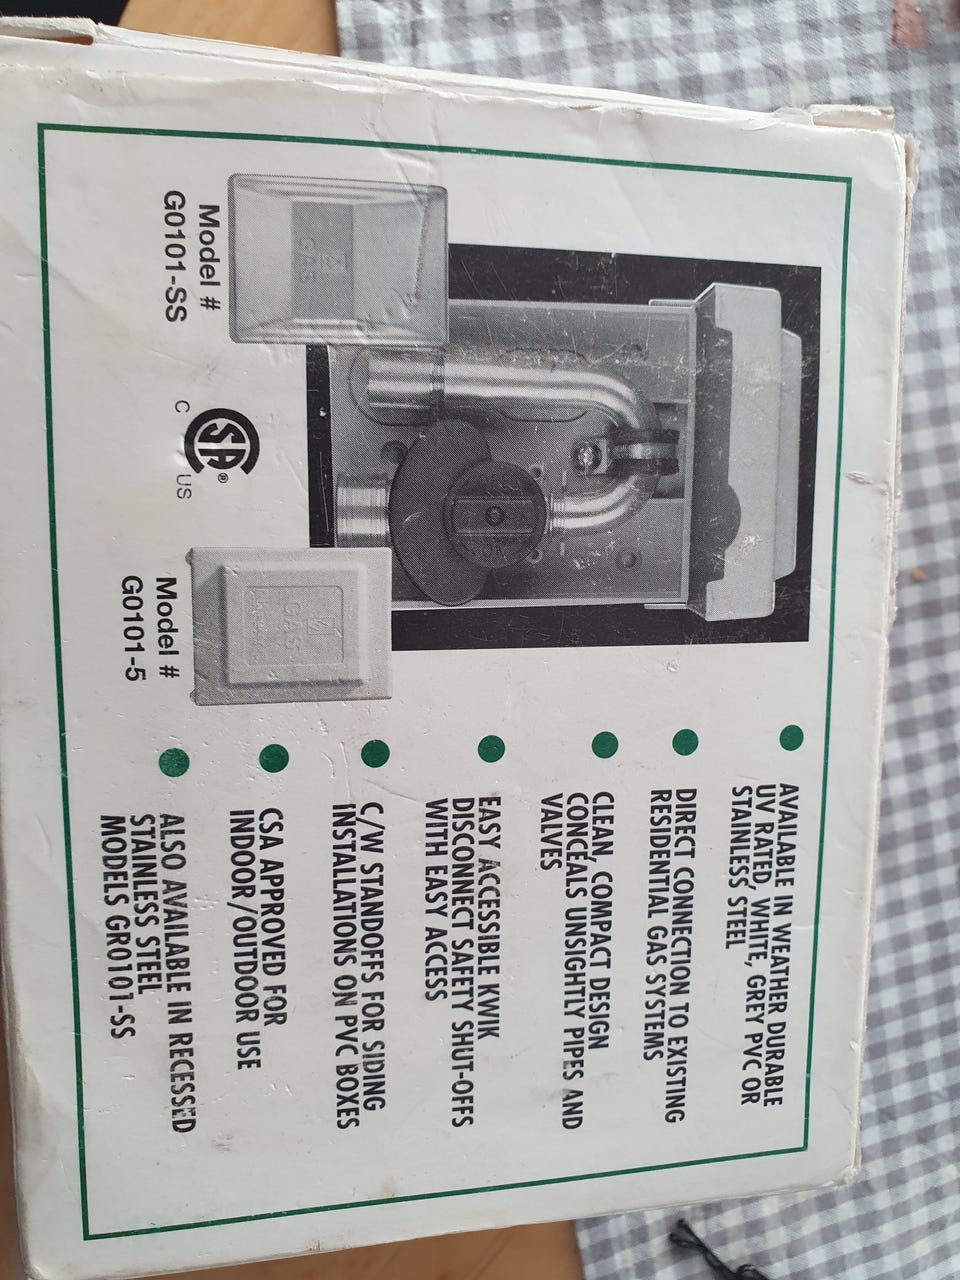 GAS
Model #
G0101-SS
C
SA®
US
GAS
Model #
G0101-5
AVAILABLE IN WEATHER DURABLE
UV RATED, WHITE, GREY PVC OR
STAINLESS STEEL
DIRECT CONNECTION TO EXISTING
RESIDENTIAL GAS SYSTEMS
CLEAN, COMPACT DESIGN
CONCEALS UNSIGHTLY PIPES AND
VALVES
EASY ACCESSIBLE KWIK
DISCONNECT SAFETY SHUT-OFFS
WITH EASY ACCESS
C/W STANDOFFS FOR SIDING
INSTALLATIONS ON PVC BOXES
CSA APPROVED FOR
INDOOR/OUTDOOR USE
ALSO AVAILABLE IN RECESSED
STAINLESS STEEL
MODELS GR0101-SS